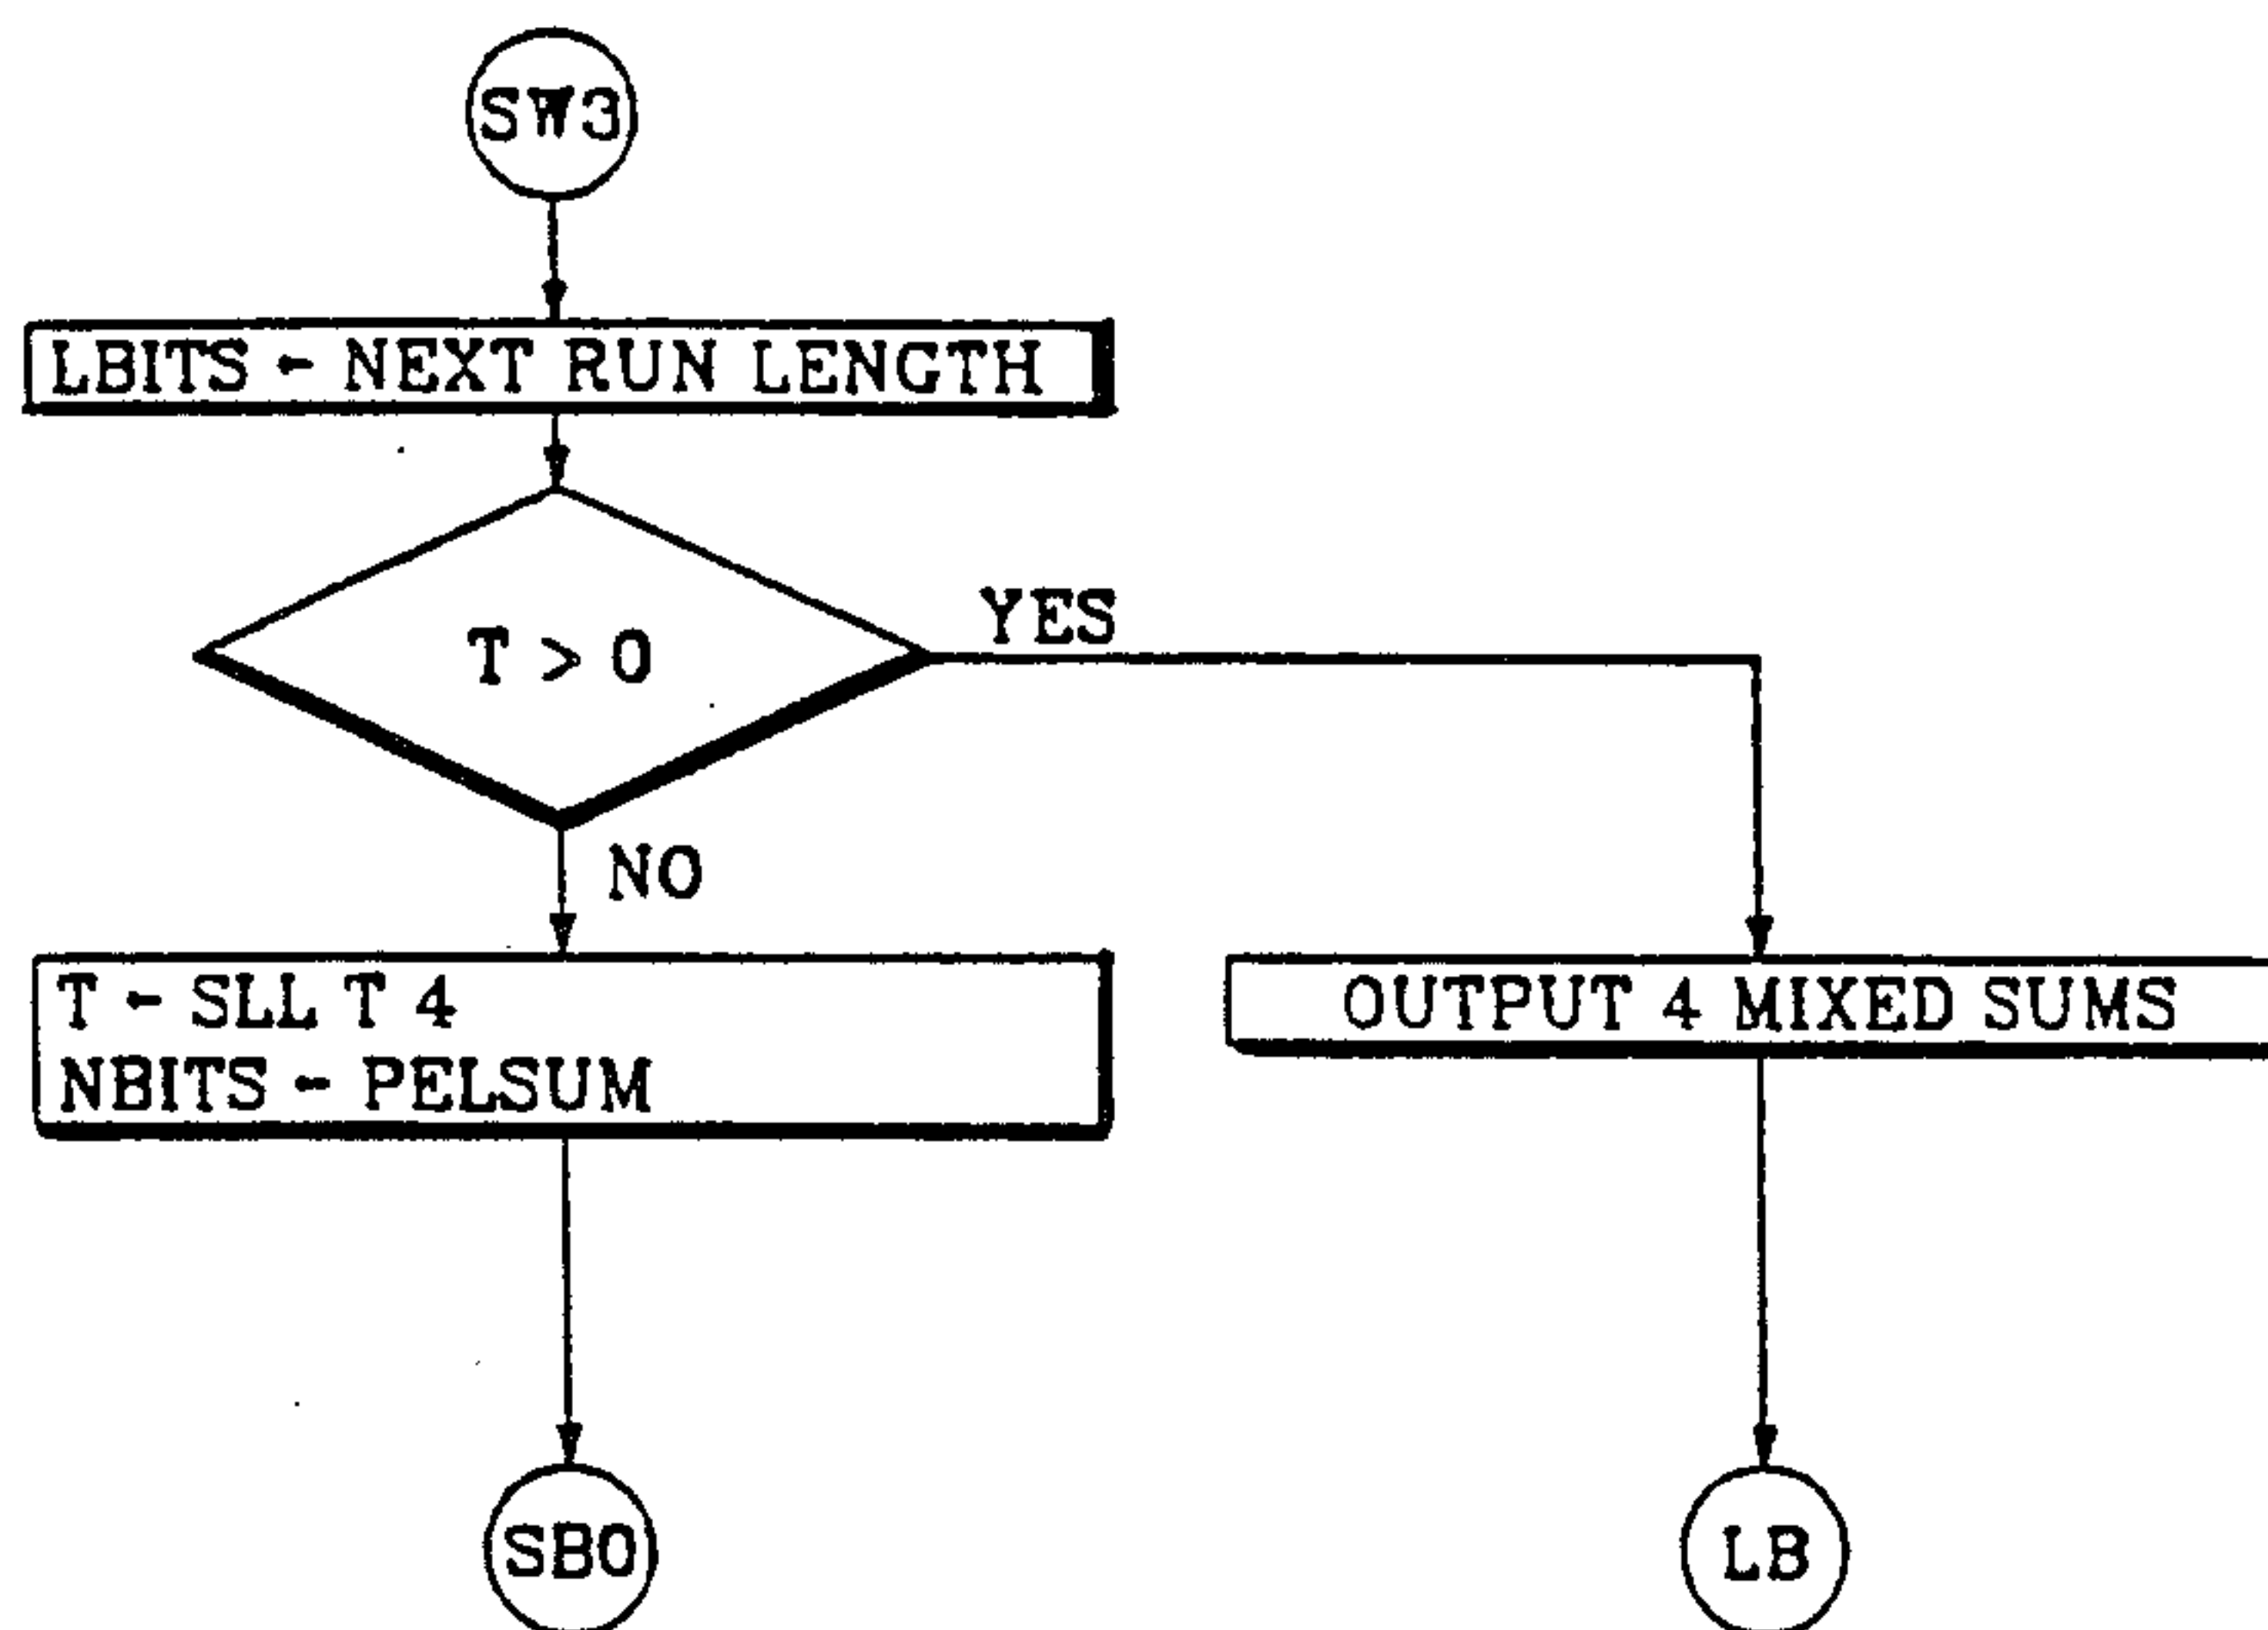 SW3
LBITS ← NEXT RUN LENGTH
T > 0
YES
NO
T ← SLL T 4
NBITS ← PELSUM
OUTPUT 4 MIXED SUMS
SB0
LB